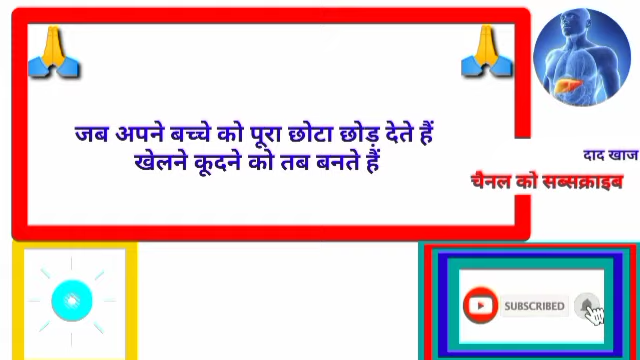 जब अपने बच्चे को पूरा छोटा छोड़ देते हैं
खेलने कूदने को तब बनते हैं
दाद खाज
चैनल को सब्सक्राइब
SUBSCRIBED